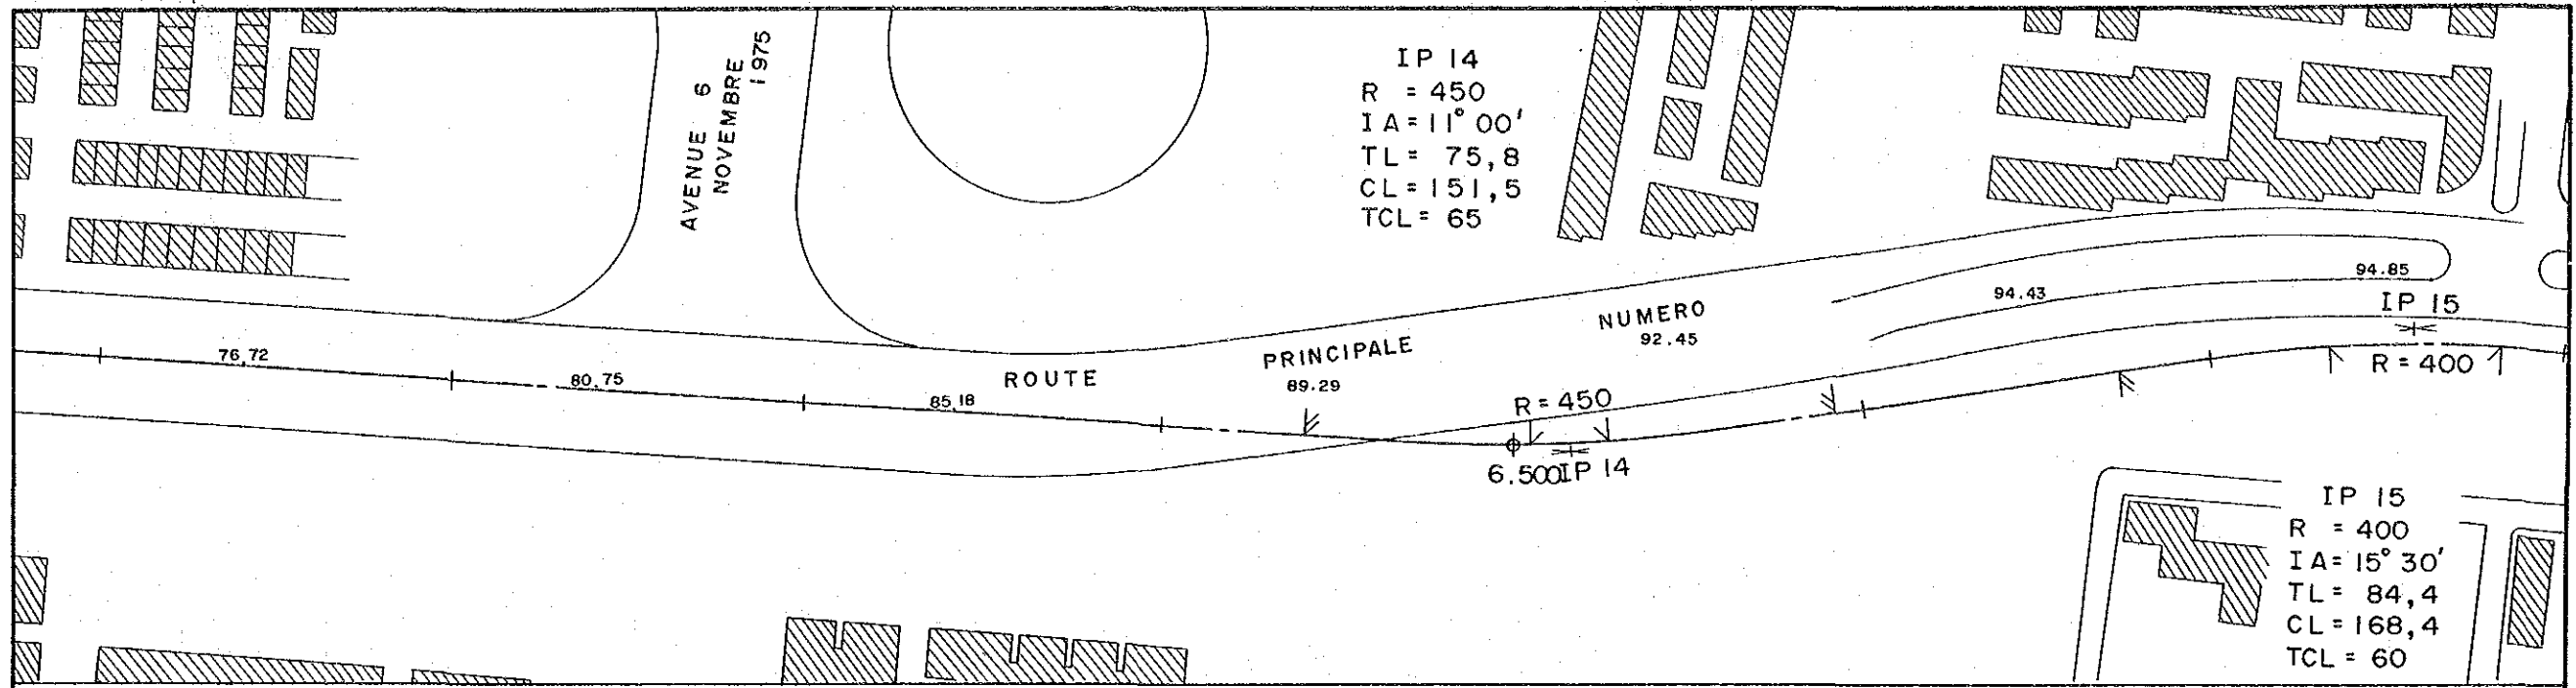 AVENUE 6
NOVEMBRE
1975
IP 14
R = 450
IA = 11° 00'
TL = 75,8
CL = 151,5
TCL = 65
76,72
80,75
85,18
ROUTE
PRINCIPALE
89.29
NUMERO
92.45
94.43
94.85
IP 15
R = 400
R = 450
6.500
IP 14
IP 15
R = 400
IA = 15° 30'
TL = 84,4
CL = 168,4
TCL = 60